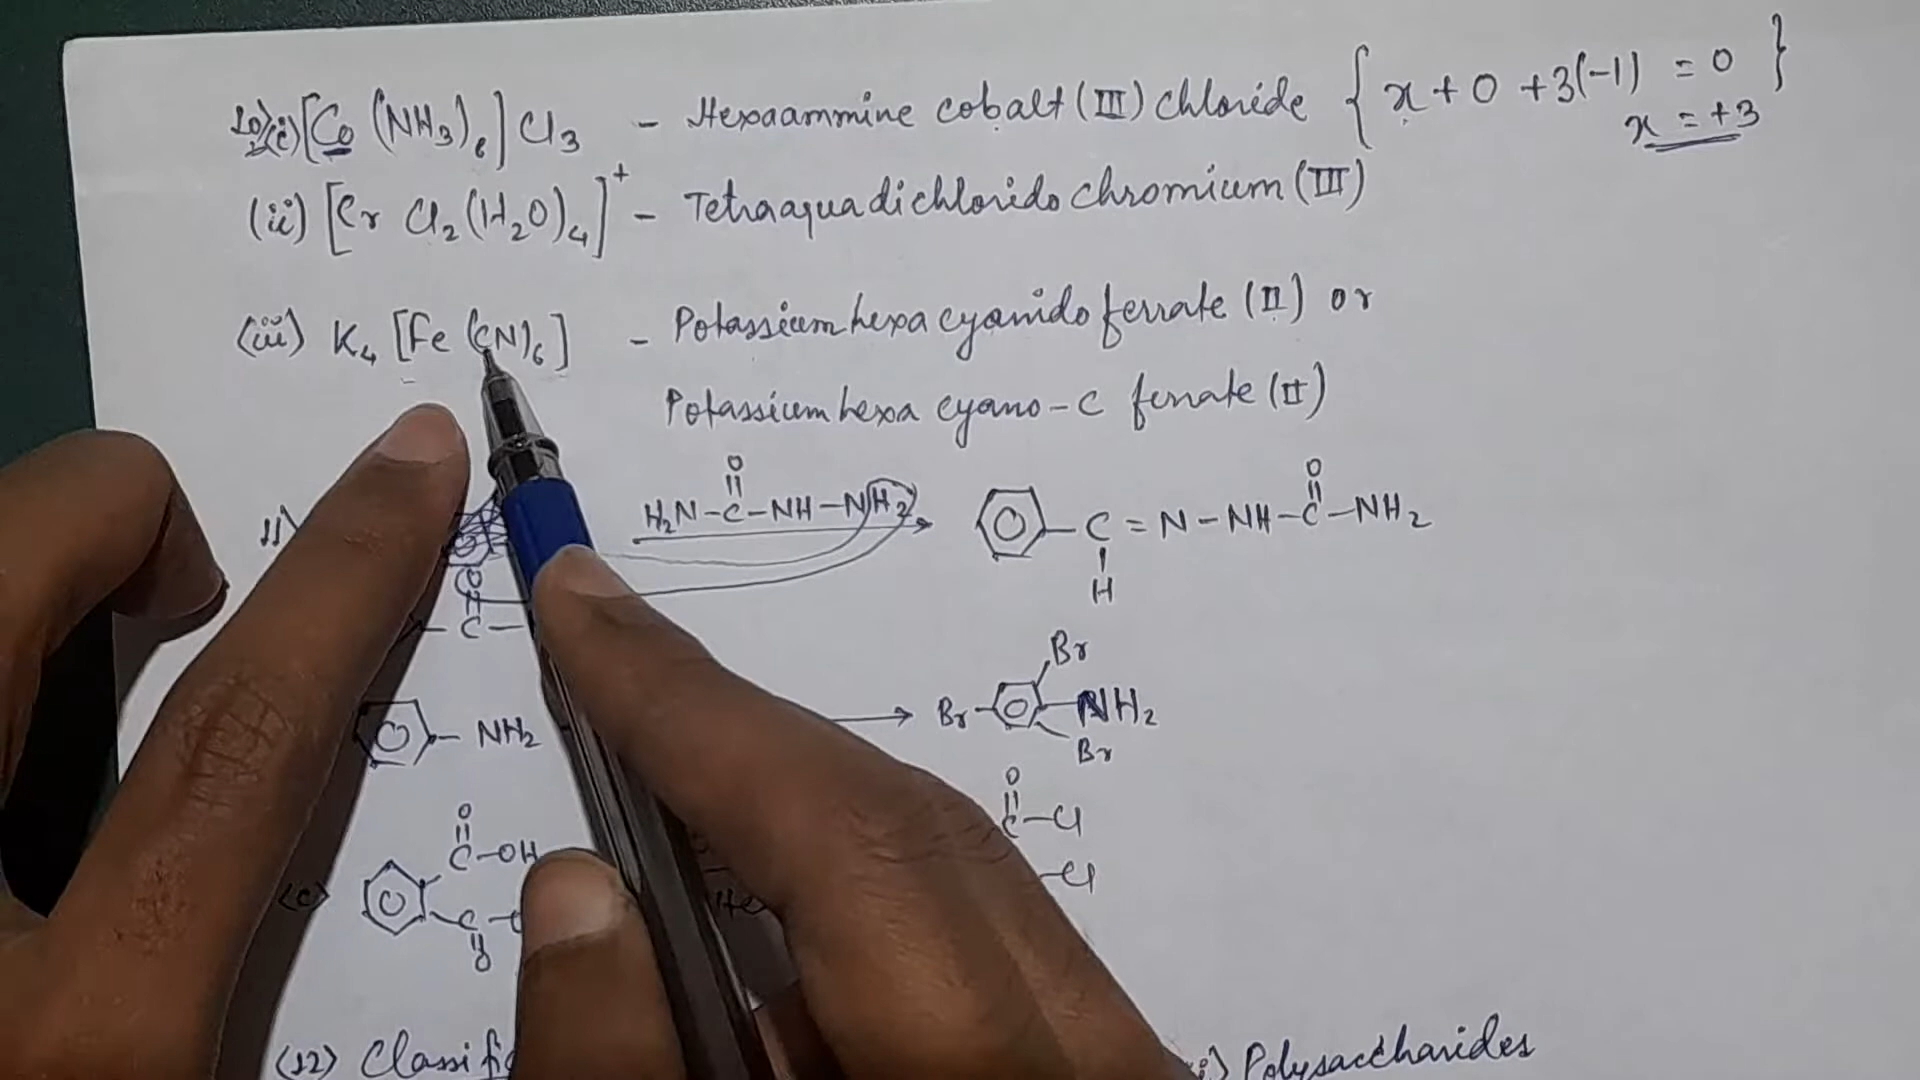 10)(i) [Co (NH3)6] Cl3 - Hexaammine cobalt (III) chloride { x + 0 + 3(-1) = 0 }
x = +3
(ii) [Cr Cl2 (H2O)4]+ - Tetraaquadichlorido chromium (III)
(iii) K4 [Fe (CN)6] - Potassium hexa cyanido ferrate (II) or
Potassium hexa cyano-C ferrate (II)
11) H2N-C-NH-NH2 C=N-NH-C-NH2
O O
H
O
C-
Br
NH2 Br NH2
Br
O O
C-OH C-Cl
(c) -Cl
C
O
(12) Polysaccharides